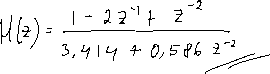 H(z) = (1 - 2z^-1 + z^-2) / (3,414 + 0,586 z^-2)